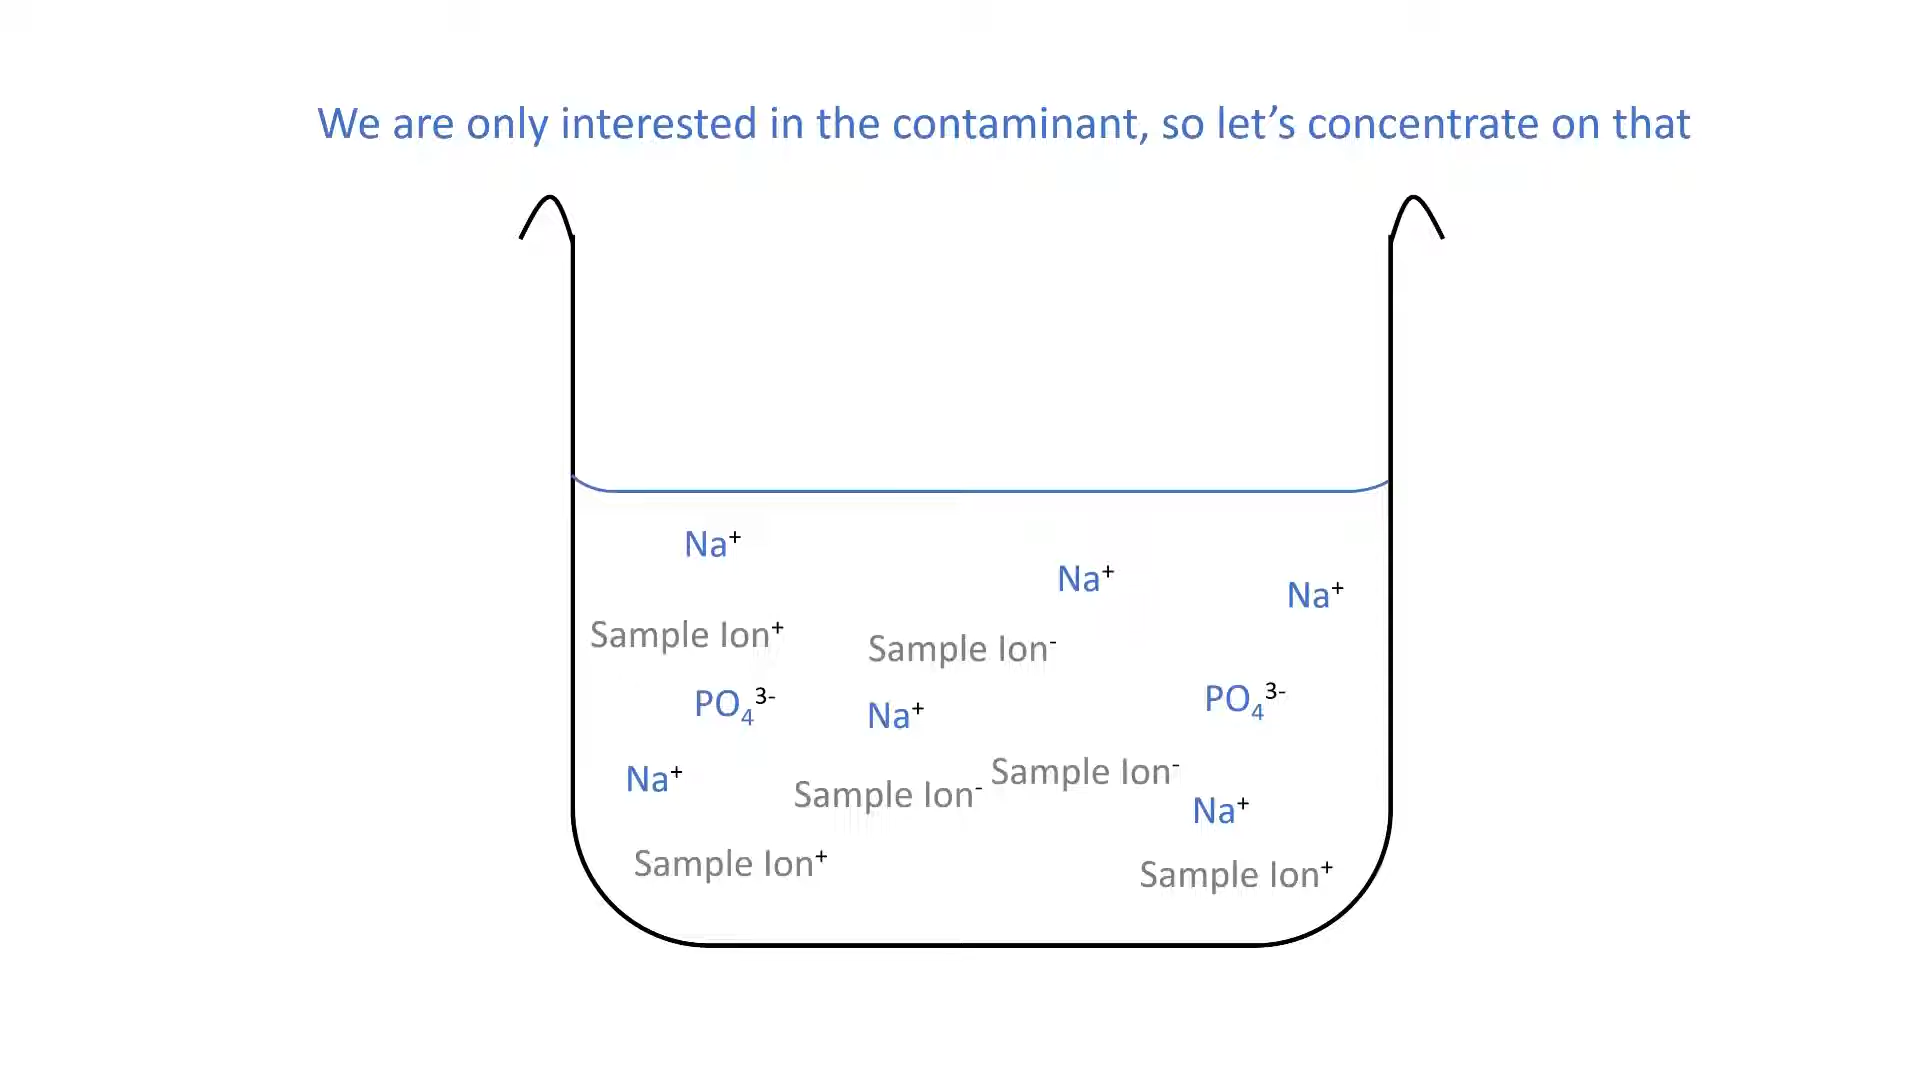 We are only interested in the contaminant, so let’s concentrate on that
Na⁺
Na⁺
Na⁺
Sample Ion⁺
Sample Ion⁻
PO₄³⁻
Na⁺
PO₄³⁻
Na⁺
Sample Ion⁻
Sample Ion⁻
Na⁺
Sample Ion⁺
Sample Ion⁺